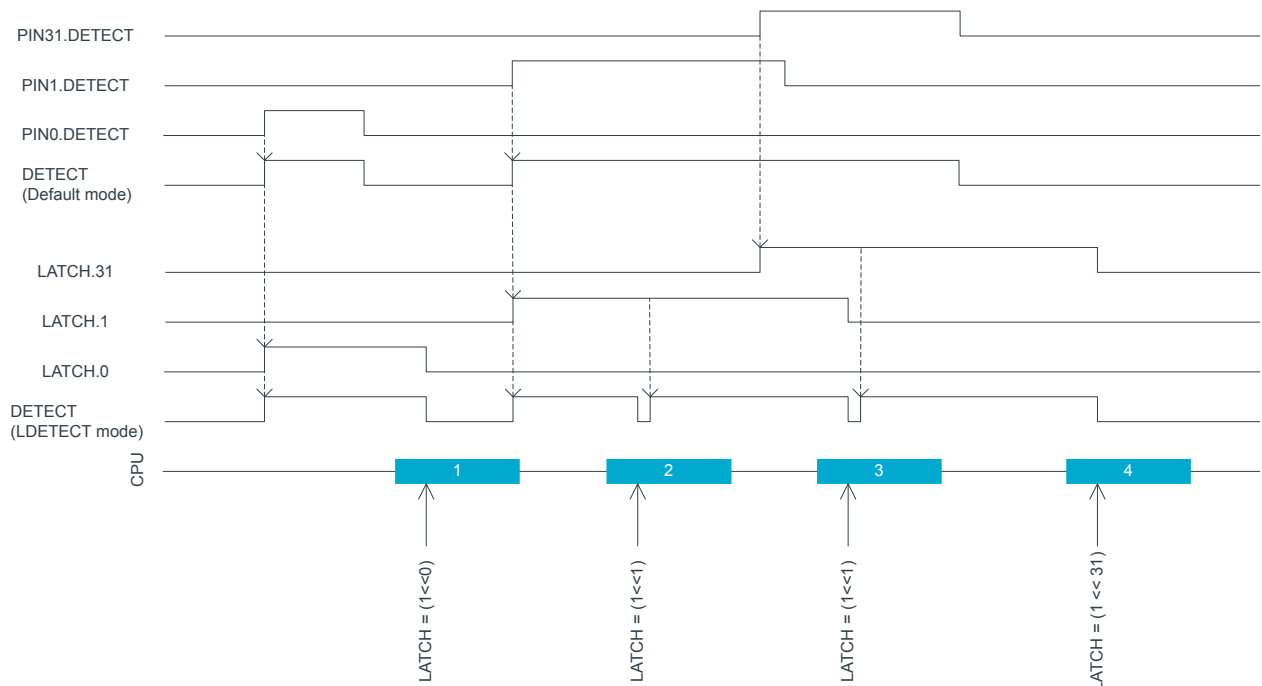 PIN31.DETECT
PIN1.DETECT
PIN0.DETECT
DETECT
(Default mode)
LATCH.31
LATCH.1
LATCH.0
DETECT
(LDETECT mode)
CPU
1
2
3
4
LATCH = (1<<0)
LATCH = (1<<1)
LATCH = (1<<1)
LATCH = (1 << 31)